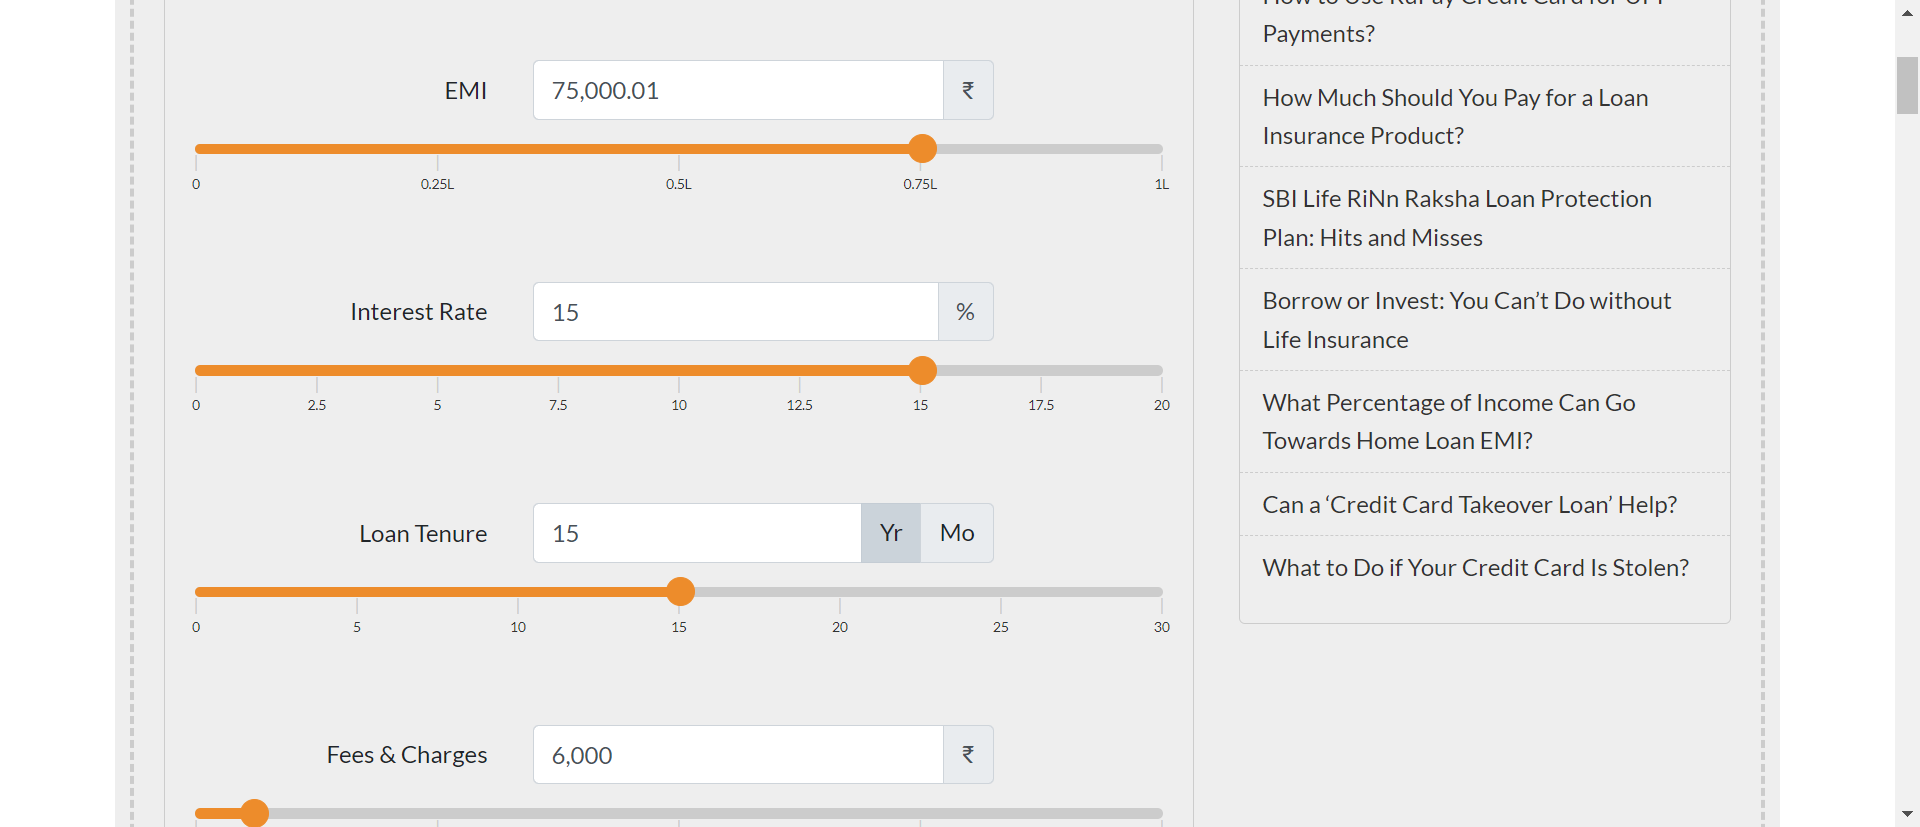 EMI
75,000.01
₹
0
0.25L
0.5L
0.75L
1L
Interest Rate
15
%
0
2.5
5
7.5
10
12.5
15
17.5
20
Loan Tenure
15
Yr
Mo
0
5
10
15
20
25
30
Fees & Charges
6,000
₹
Payments?
How Much Should You Pay for a Loan
Insurance Product?
SBI Life RiNn Raksha Loan Protection
Plan: Hits and Misses
Borrow or Invest: You Can’t Do without
Life Insurance
What Percentage of Income Can Go
Towards Home Loan EMI?
Can a ‘Credit Card Takeover Loan’ Help?
What to Do if Your Credit Card Is Stolen?